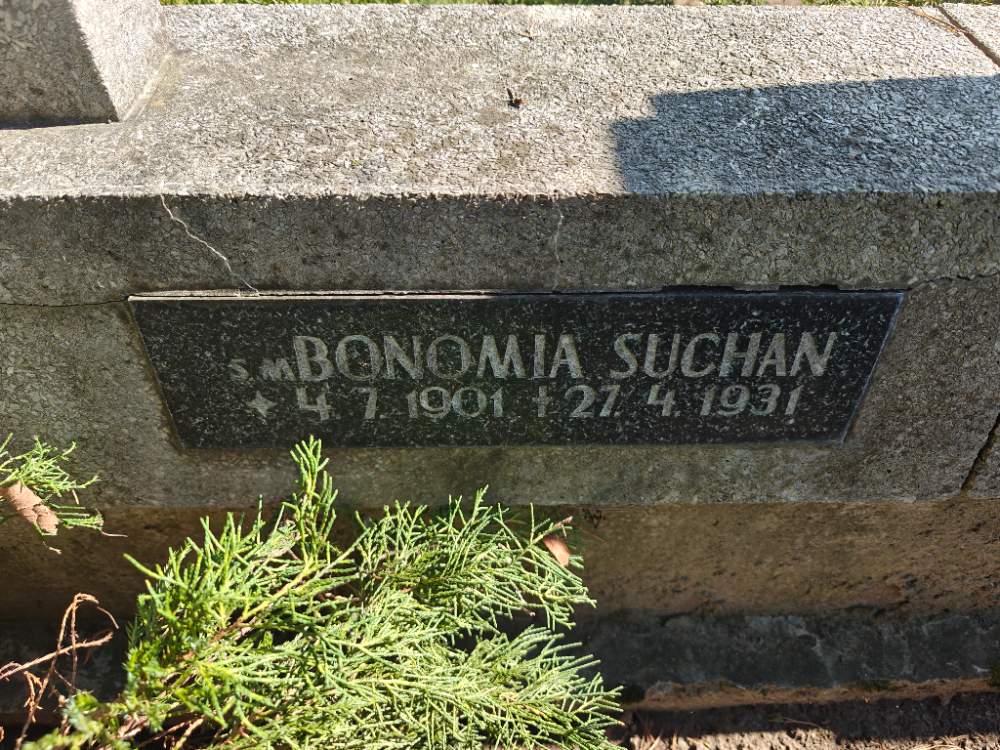 S.M BONOMIA SUCHAN
4. 7. 1901 † 27. 4. 1931